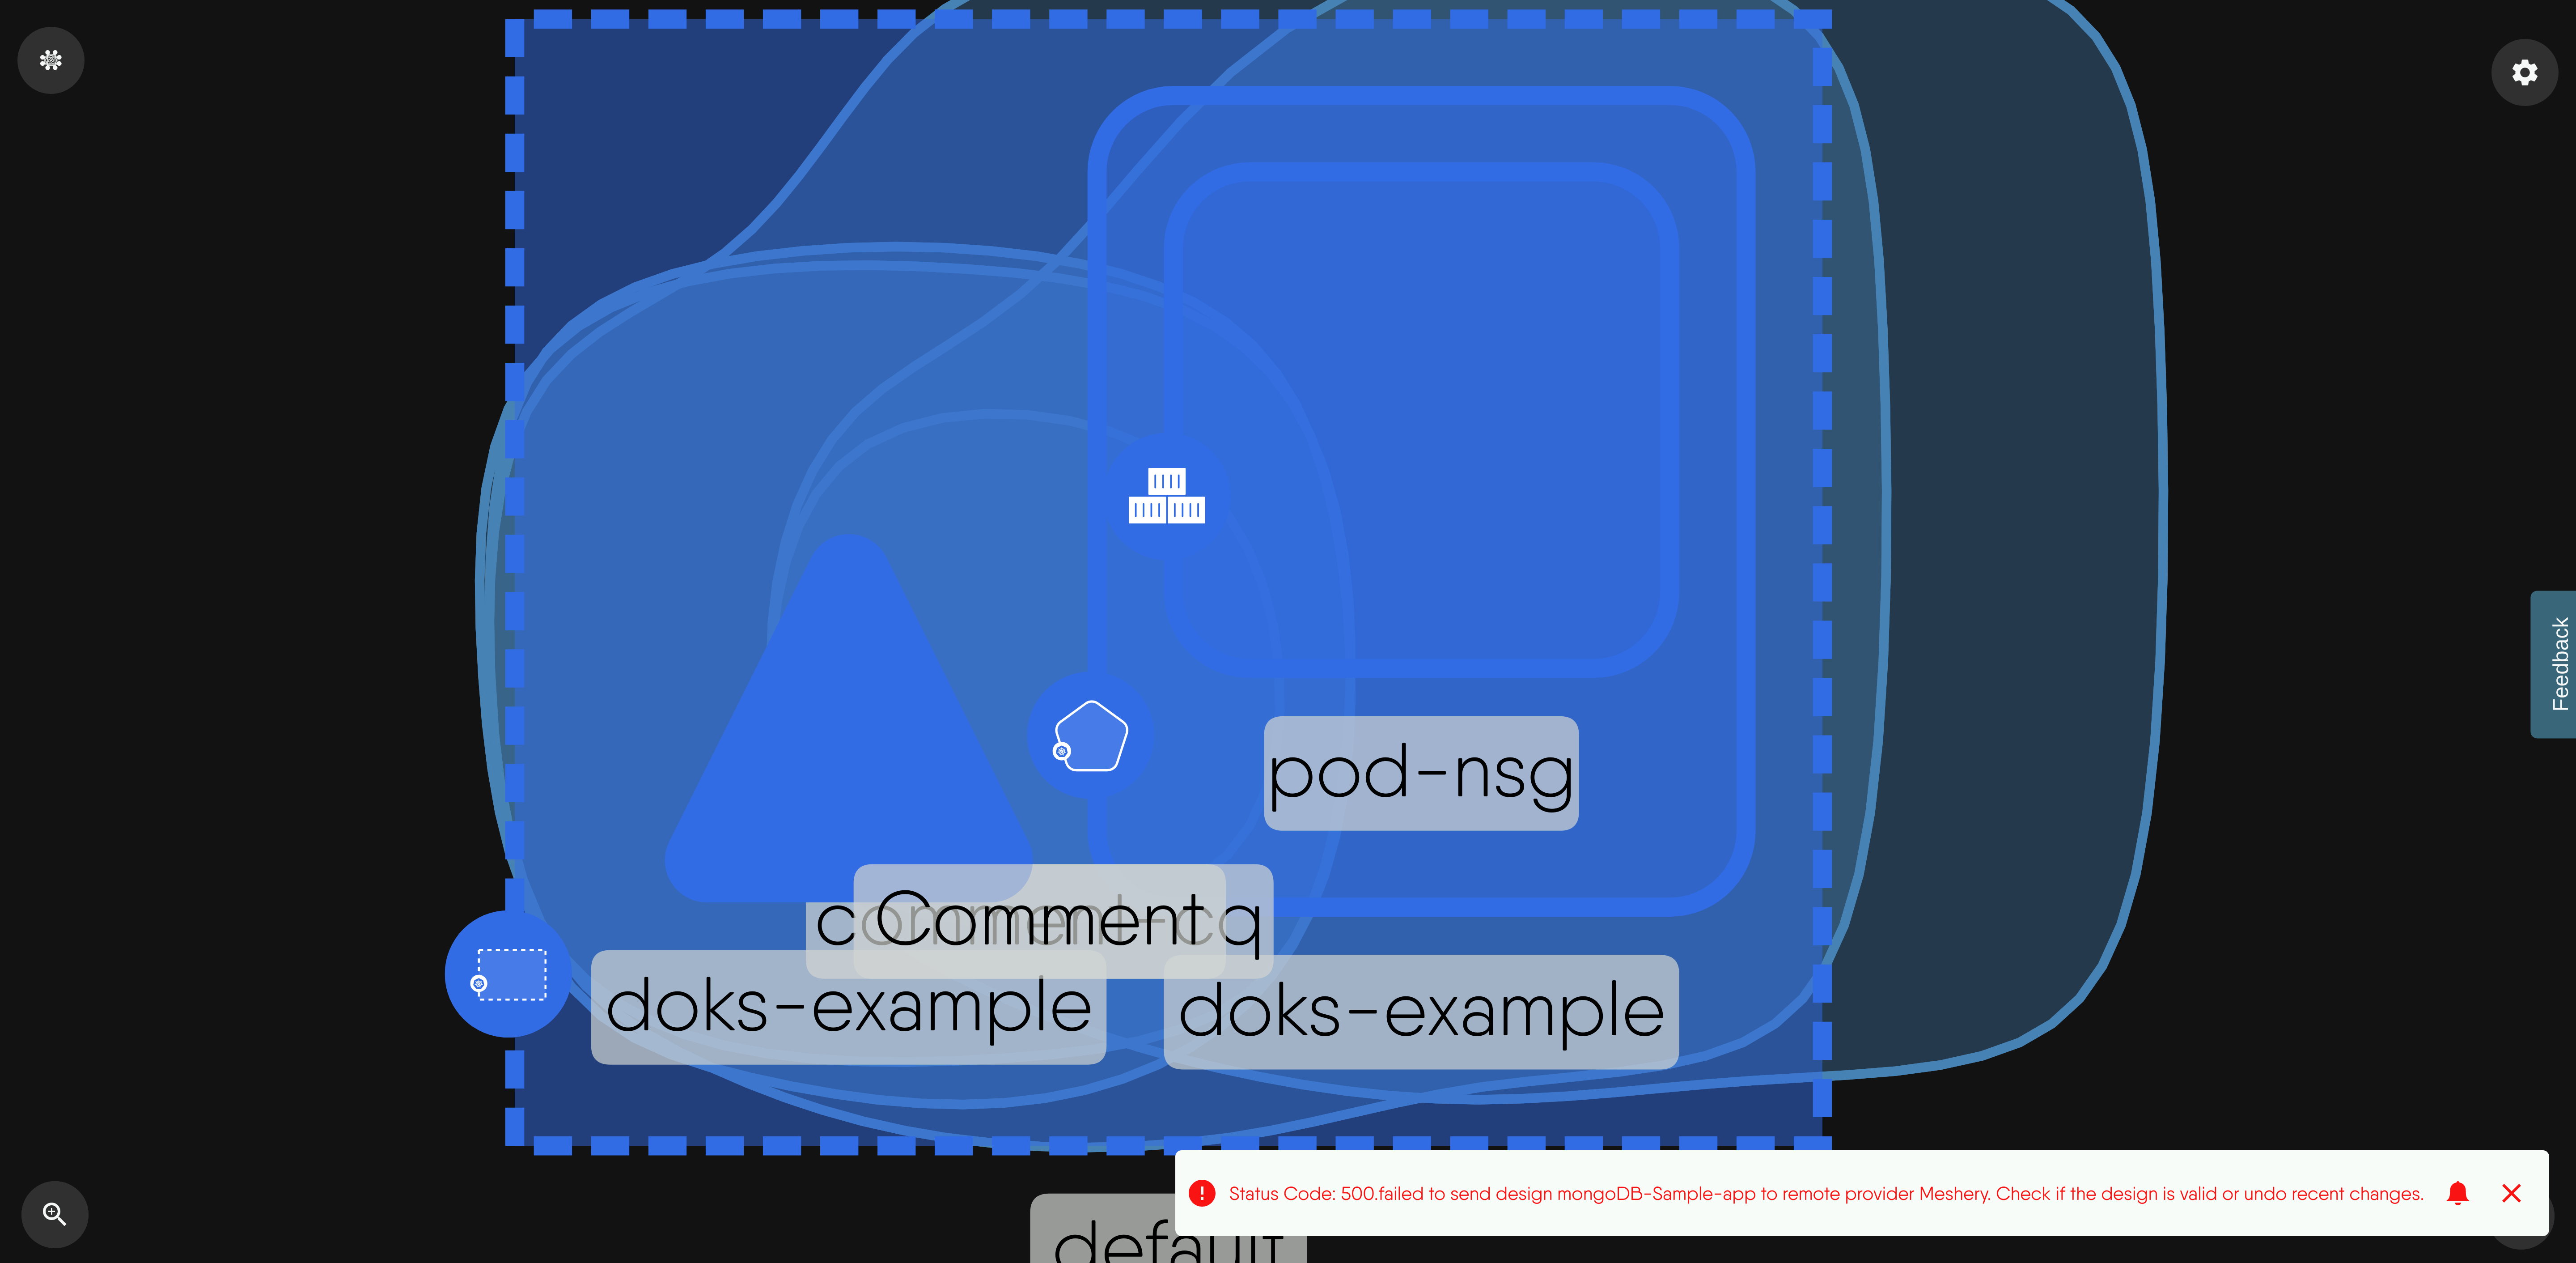 Feedback
pod-nsg
Comment
doks-example
doks-example
Status Code: 500.failed to send design mongoDB-Sample-app to remote provider Meshery. Check if the design is valid or undo recent changes.
default